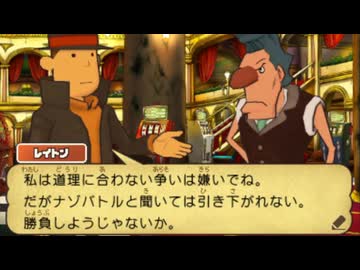 レイトン
私は道理に合わない争いは嫌いでね。
だがナゾバトルと聞いては引き下がれない。
勝負しようじゃないか。